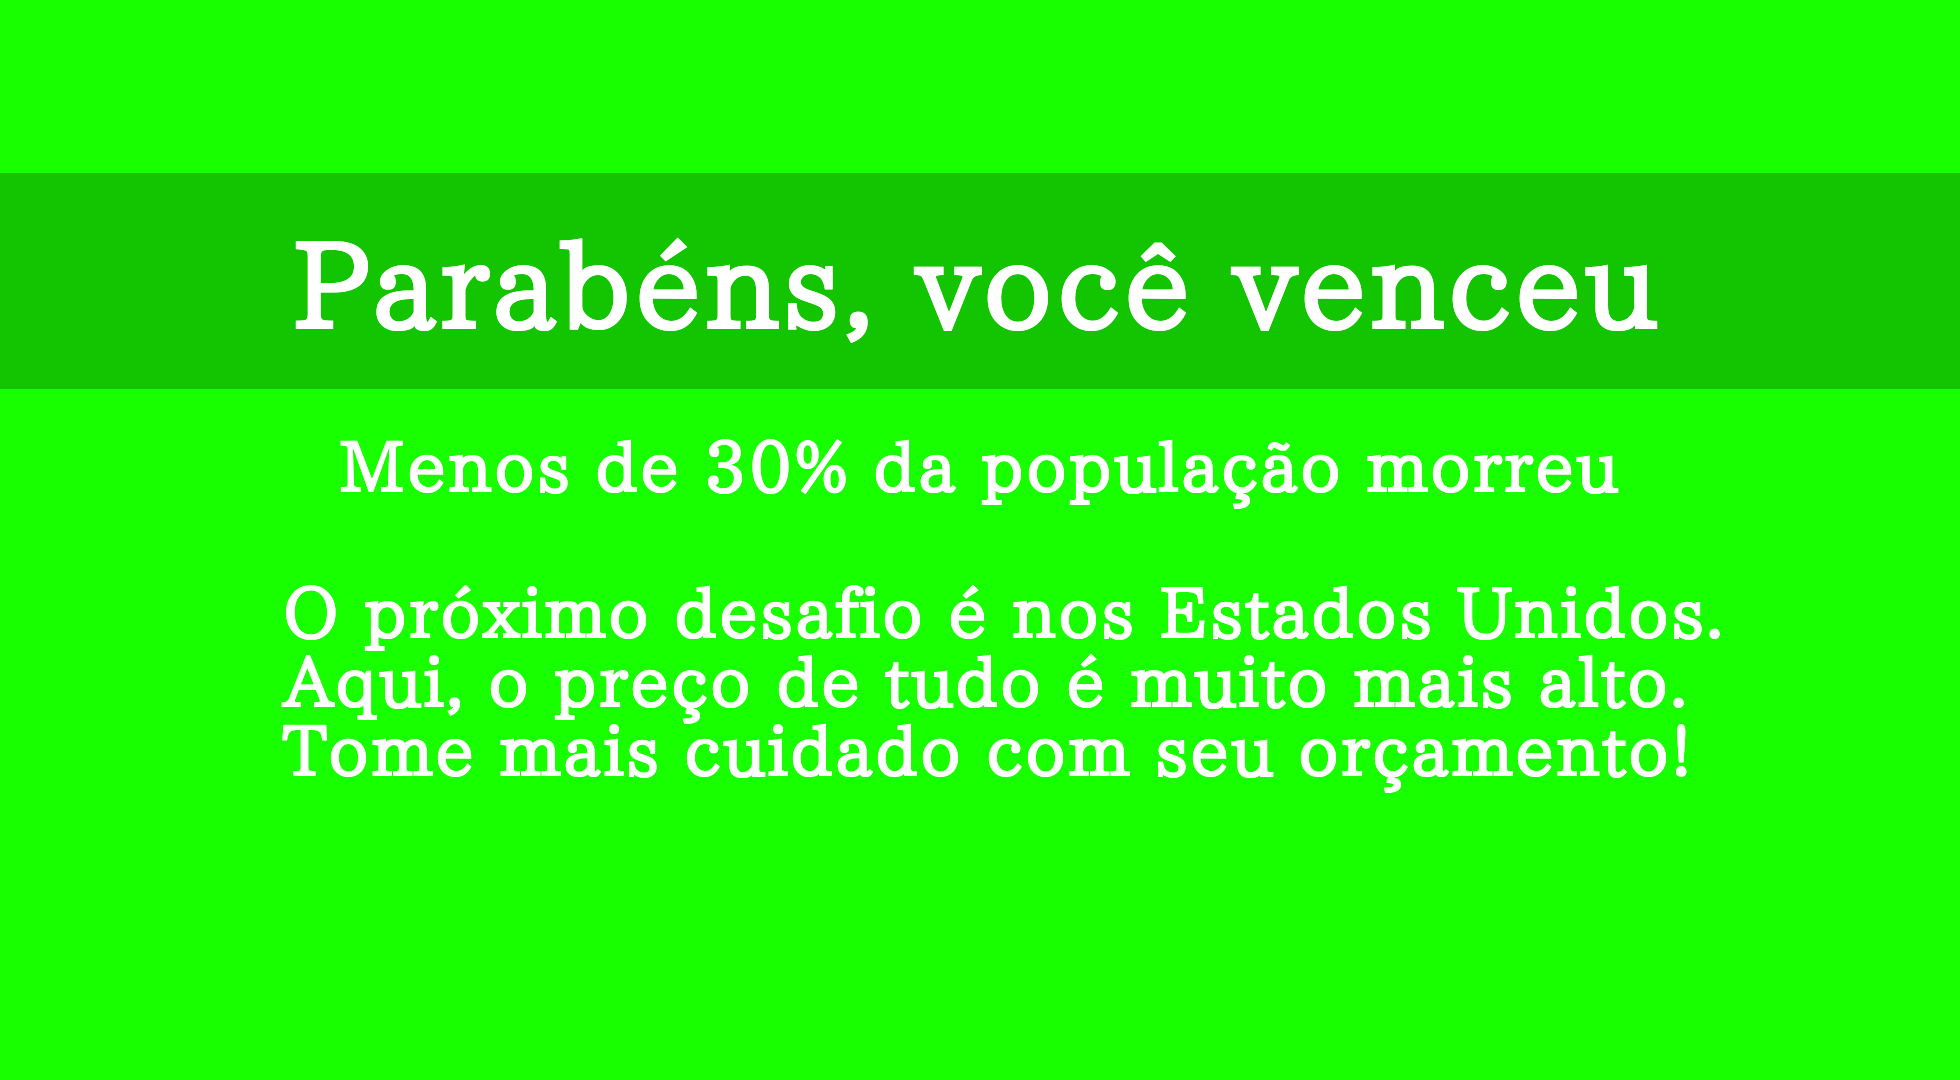 Parabéns, você venceu
Menos de 30% da população morreu
O próximo desafio é nos Estados Unidos.
Aqui, o preço de tudo é muito mais alto.
Tome mais cuidado com seu orçamento!